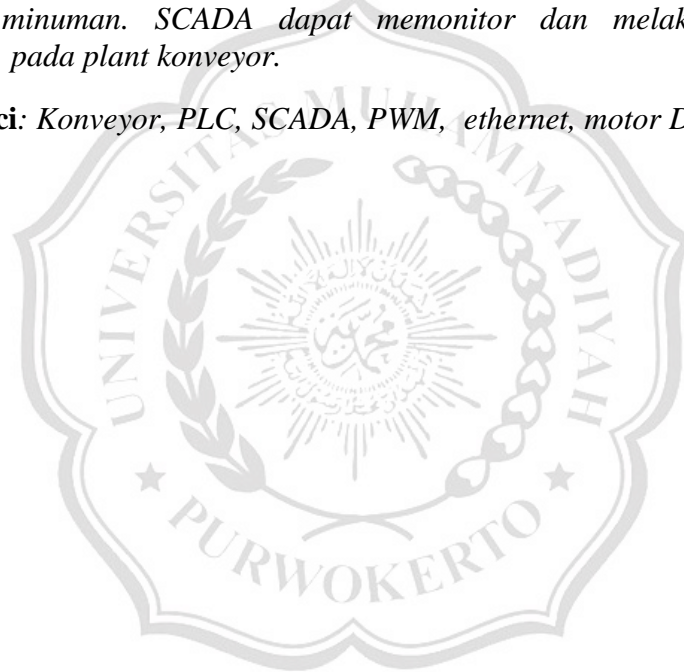 minuman. SCADA dapat memonitor dan melak
pada plant konveyor.
ci: Konveyor, PLC, SCADA, PWM, ethernet, motor D
UNIVERSITAS MUHAMMADIYAH
PURWOKERTO